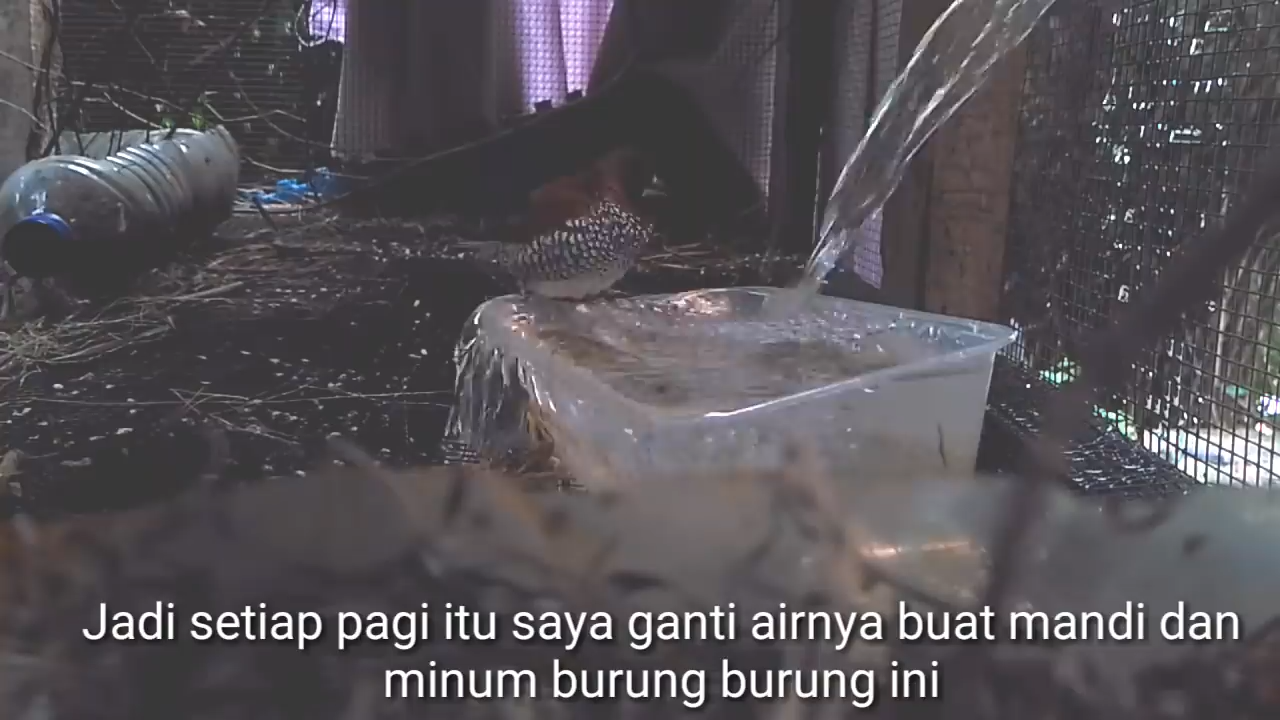 Jadi setiap pagi itu saya ganti airnya buat mandi dan
minum burung burung ini